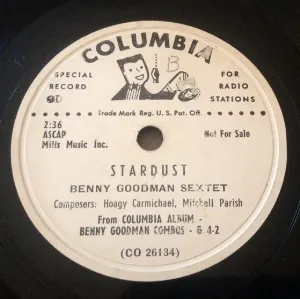 COLUMBIA
B
SPECIAL RECORD
FOR RADIO STATIONS
Trade Mark Reg. U. S. Pat. Off.
2:36
ASCAP
Mills Music Inc.
Not For Sale
STARDUST
BENNY GOODMAN SEXTET
Composers: Hoagy Carmichael, Mitchell Parish
From COLUMBIA ALBUM -
BENNY GOODMAN COMBOS - G 4-2
(CO 26134)